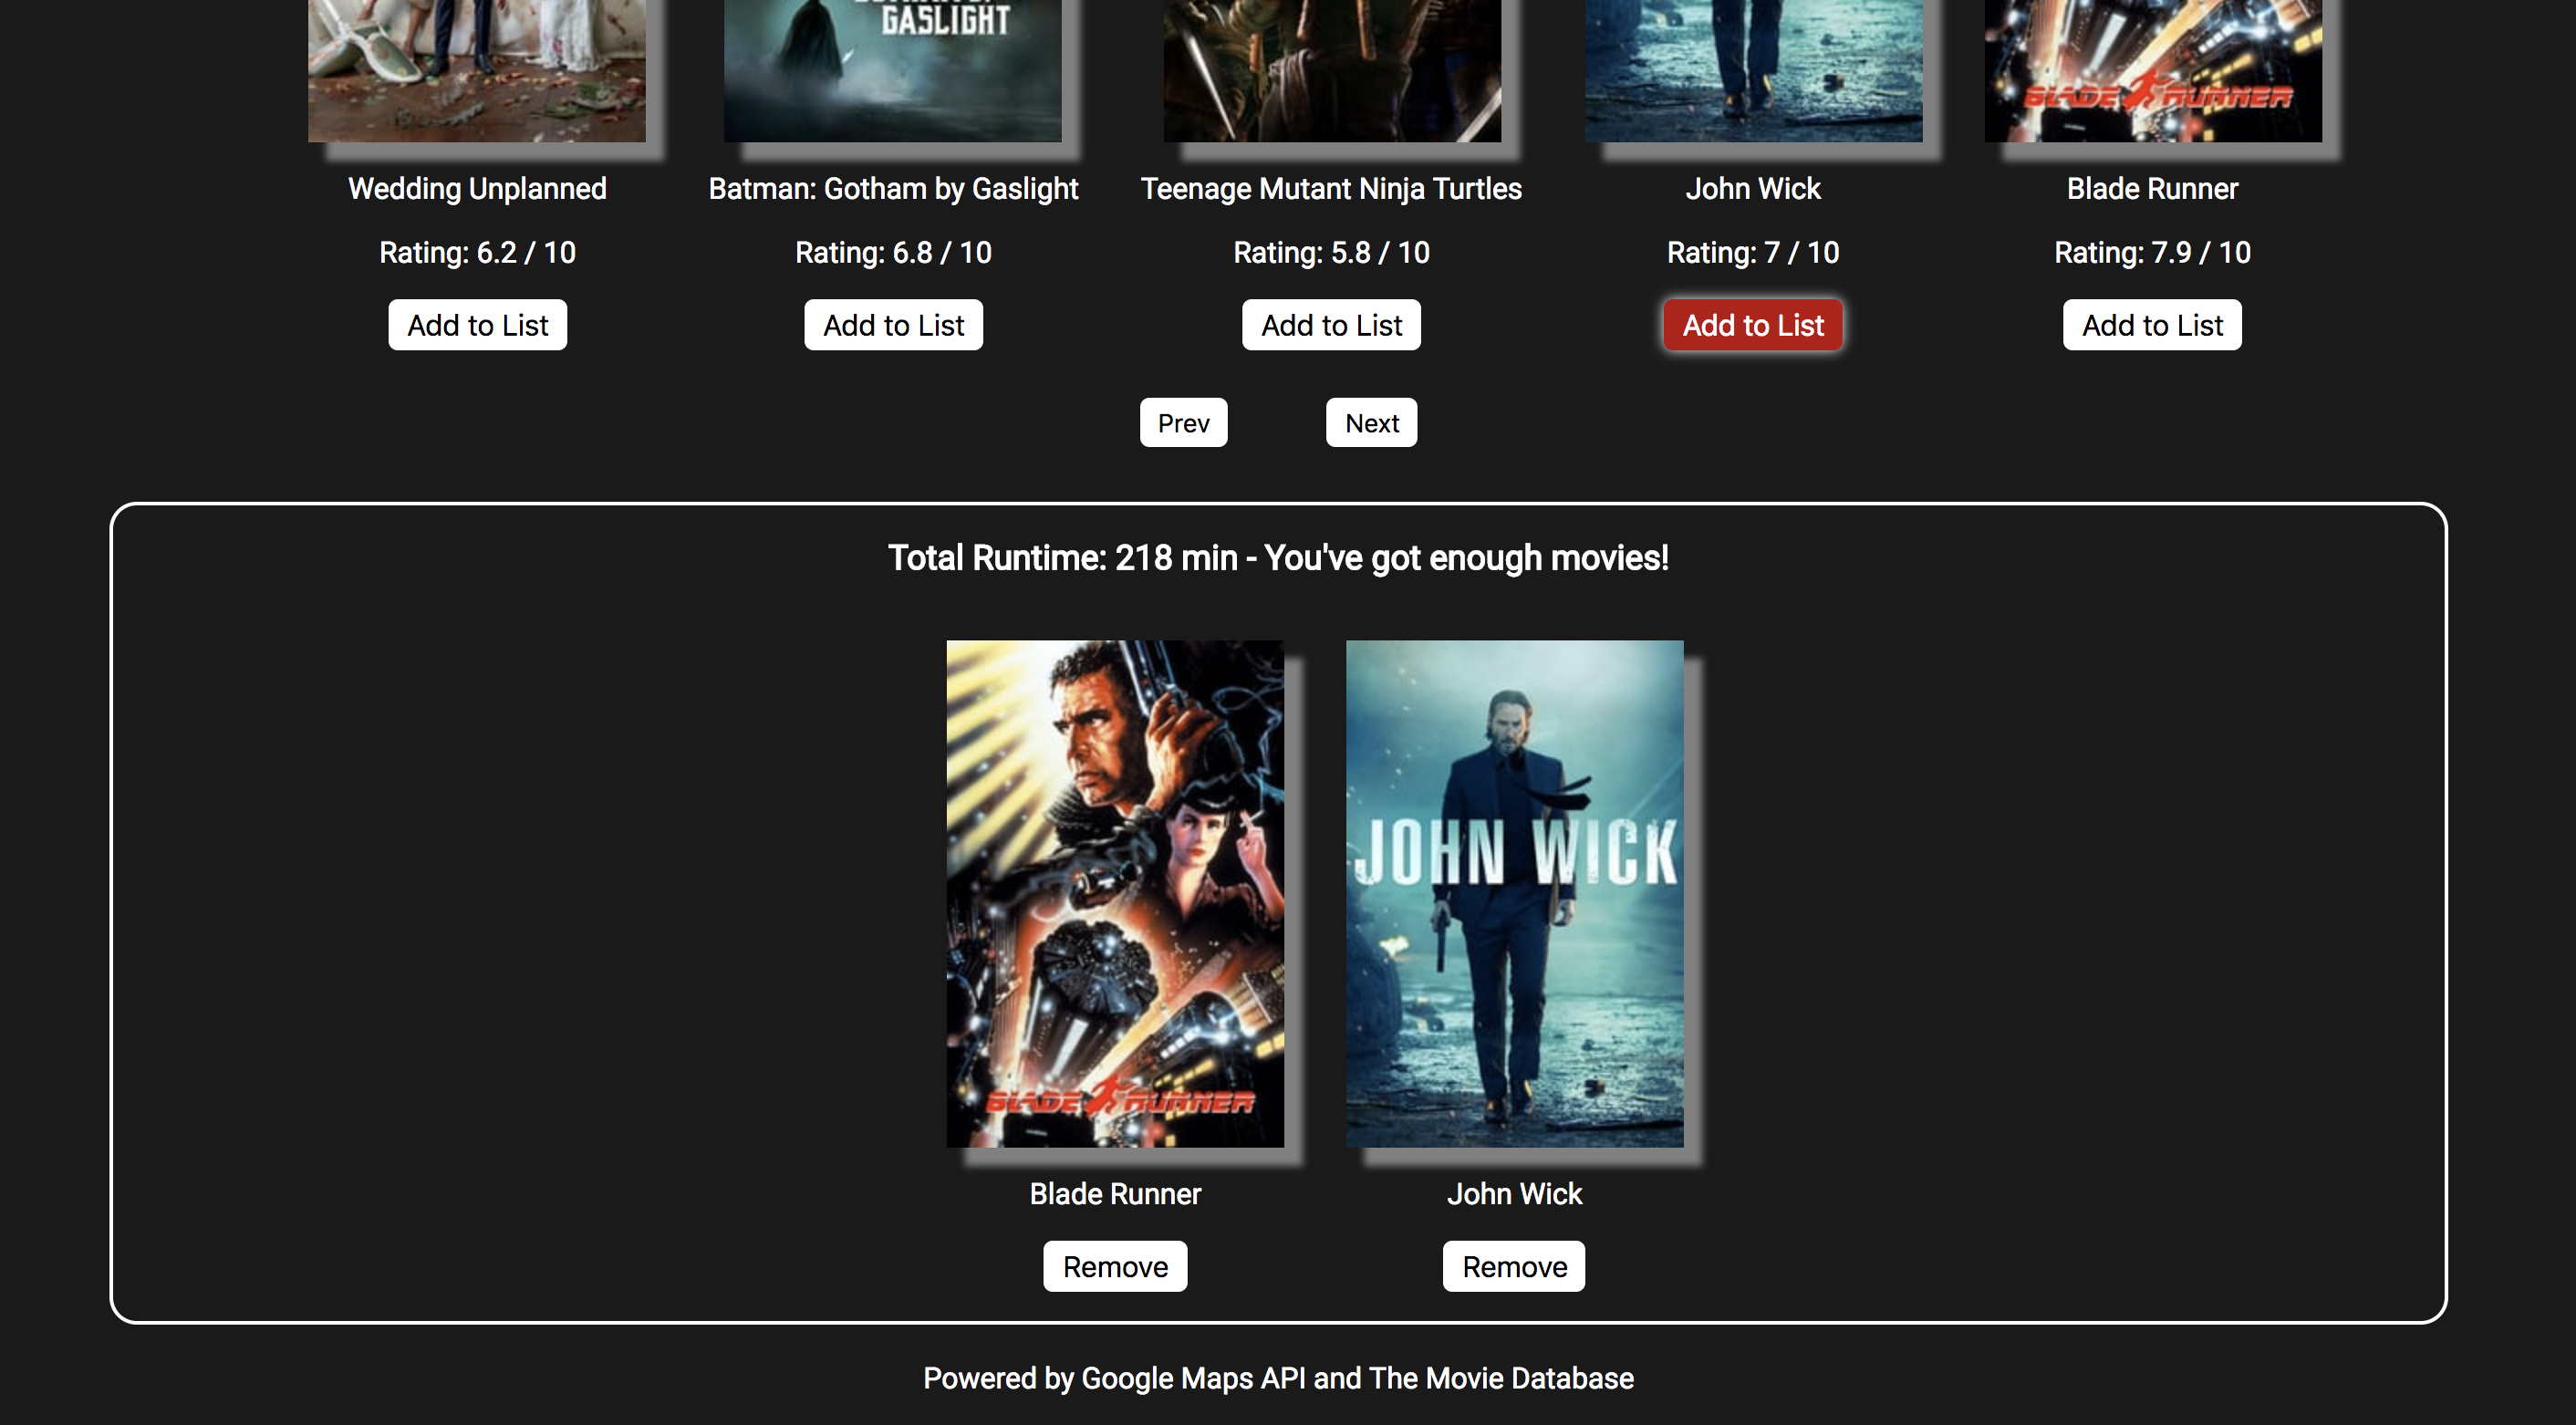 GASLIGHT
BLADE RUNNER
Wedding Unplanned
Batman: Gotham by Gaslight
Teenage Mutant Ninja Turtles
John Wick
Blade Runner
Rating: 6.2 / 10
Rating: 6.8 / 10
Rating: 5.8 / 10
Rating: 7 / 10
Rating: 7.9 / 10
Add to List
Add to List
Add to List
Add to List
Add to List
Prev
Next
Total Runtime: 218 min - You've got enough movies!
JOHN WICK
BLADE RUNNER
Blade Runner
John Wick
Remove
Remove
Powered by Google Maps API and The Movie Database